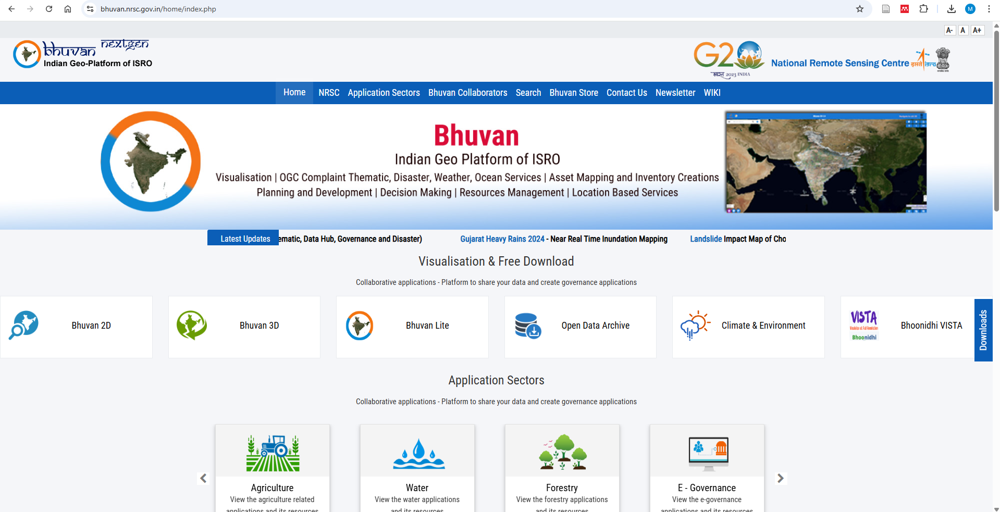 bhuvan.nrsc.gov.in/home/index.php
M
A-
A
A+
bhuvan nextgen
Indian Geo-Platform of ISRO
G20
भारत 2023 INDIA
National Remote Sensing Centre
इसरो isro
Home NRSC Application Sectors Bhuvan Collaborators Search Bhuvan Store Contact Us Newsletter WIKI
Bhuvan
Indian Geo Platform of ISRO
Visualisation | OGC Complaint Thematic, Disaster, Weather, Ocean Services | Asset Mapping and Inventory Creations
Planning and Development | Decision Making | Resources Management | Location Based Services
Latest Updates
ematic, Data Hub, Governance and Disaster) Gujarat Heavy Rains 2024 - Near Real Time Inundation Mapping Landslide Impact Map of Cho
Visualisation & Free Download
Collaborative applications - Platform to share your data and create governance applications
Bhuvan 2D
Bhuvan 3D
Bhuvan Lite
Open Data Archive
Climate & Environment
VISTA
Visualize at Full Resolution
Bhoonidhi
Bhoonidhi VISTA
Downloads
Application Sectors
Collaborative applications - Platform to share your data and create governance applications
Agriculture
View the agriculture related
applications and its resources
Water
View the water applications
and its resources
Forestry
View the forestry applications
and its resources
E - Governance
View the e-governance
applications and its resources